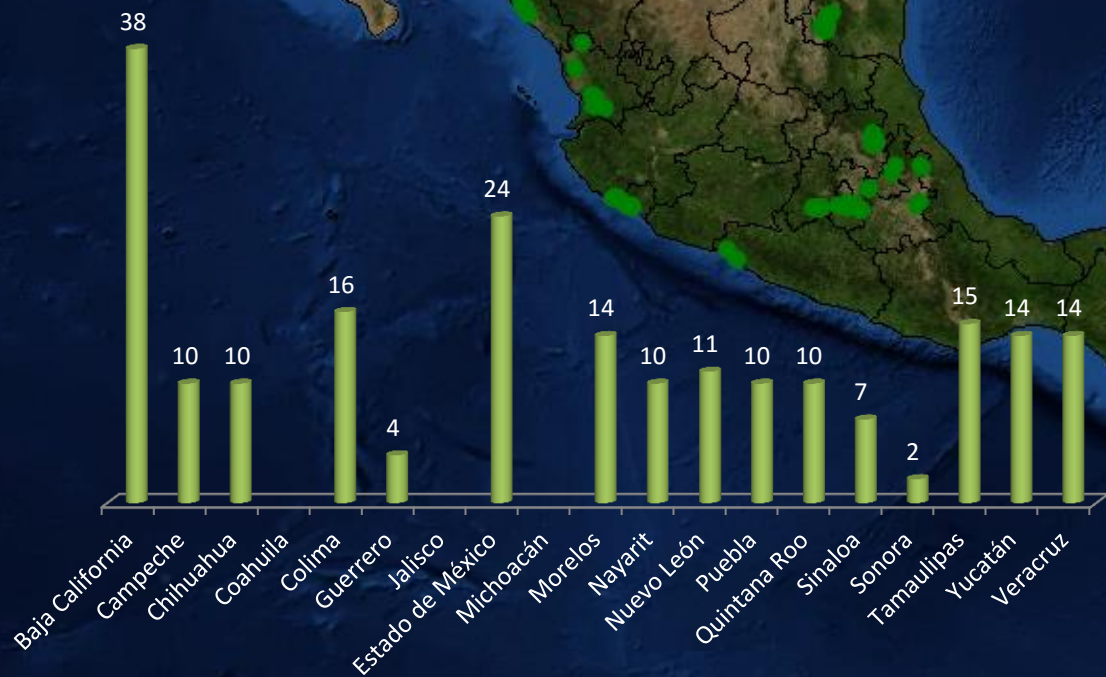 38
24
16
15
14
14
14
11
10
10
10
10
10
7
4
2
Baja California
Campeche
Chihuahua
Coahuila
Colima
Guerrero
Jalisco
Estado de México
Michoacán
Morelos
Nayarit
Nuevo León
Puebla
Quintana Roo
Sinaloa
Sonora
Tamaulipas
Yucatán
Veracruz